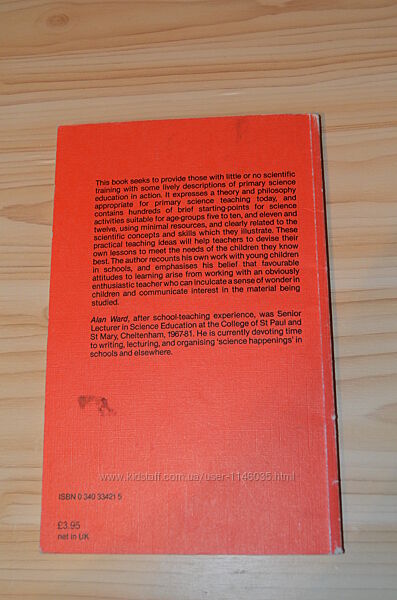 This book seeks to provide those with little or no scientific
training with some lively descriptions of primary science
education in action. It expresses a theory and philosophy
appropriate for primary science teaching today, and
contains hundreds of brief starting-points for science
activities suitable for age-groups five to ten, and eleven and
twelve, using minimal resources, and clearly related to the
scientific concepts and skills which they illustrate. These
practical teaching ideas will help teachers to devise their
own lessons to meet the needs of the children they know
best. The author recounts his own work with young children
in schools, and emphasises his belief that favourable
attitudes to learning arise from working with an obviously
enthusiastic teacher who can inculcate a sense of wonder in
children and communicate interest in the material being
studied.
Alan Ward, after school-teaching experience, was Senior
Lecturer in Science Education at the College of St Paul and
St Mary, Cheltenham, 1967-81. He is currently devoting time
to writing, lecturing, and organising 'science happenings' in
schools and elsewhere.
www.kidstaff.com.ua/user-1146035.html
ISBN 0 340 33421 5
£3.95
net in UK